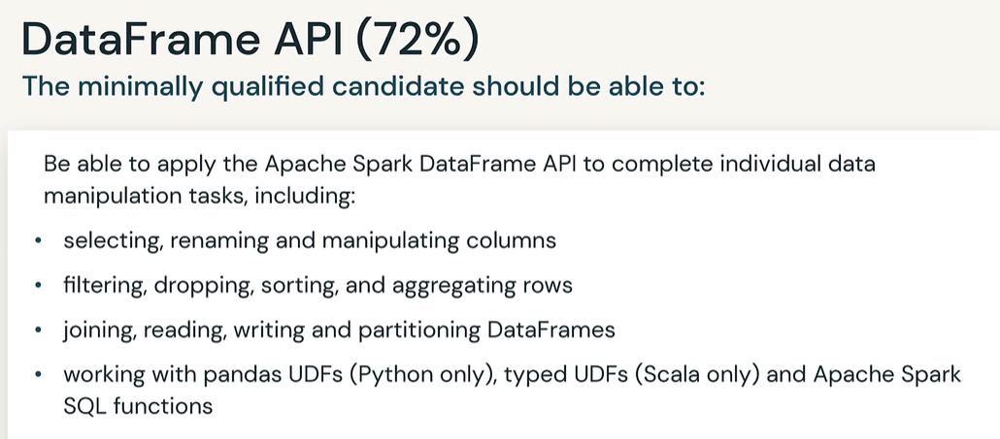 DataFrame API (72%)
The minimally qualified candidate should be able to:
Be able to apply the Apache Spark DataFrame API to complete individual data
manipulation tasks, including:
• selecting, renaming and manipulating columns
• filtering, dropping, sorting, and aggregating rows
• joining, reading, writing and partitioning DataFrames
• working with pandas UDFs (Python only), typed UDFs (Scala only) and Apache Spark
SQL functions